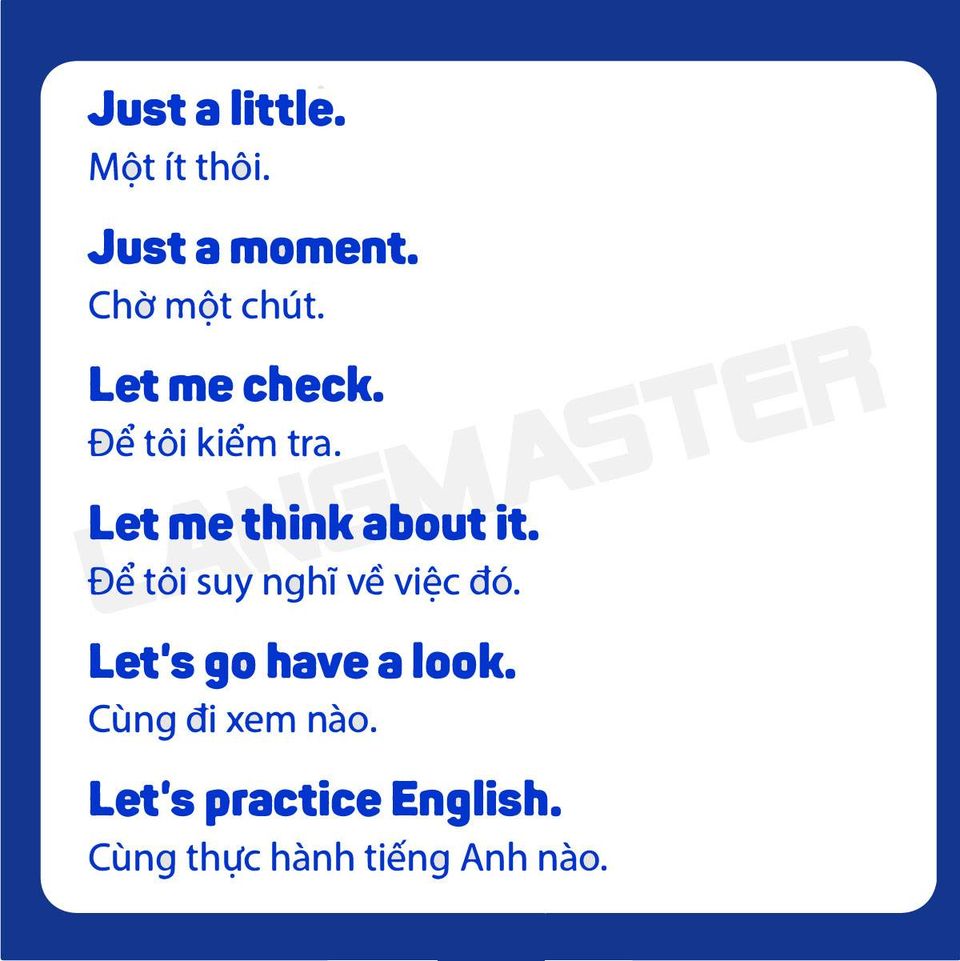 Just a little.
Một ít thôi.
Just a moment.
Chờ một chút.
Let me check.
Để tôi kiểm tra.
LANGMASTER
Let me think about it.
Để tôi suy nghĩ về việc đó.
Let's go have a look.
Cùng đi xem nào.
Let's practice English.
Cùng thực hành tiếng Anh nào.